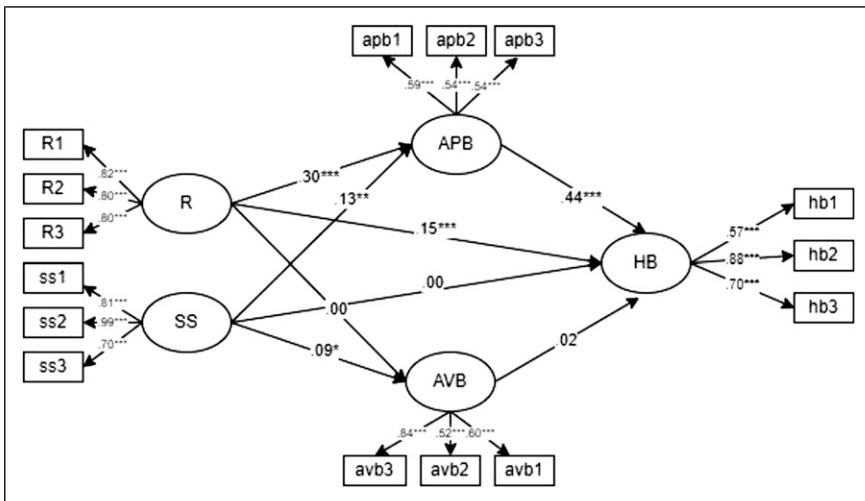 apb1 apb2 apb3
.59*** .54*** .54***
APB
R1
R2
R3
.82***
.80***
.80***
R
.30***
.13**
.44***
.15***
hb1
hb2
hb3
.57***
.88***
.70***
HB
ss1
ss2
ss3
.81***
.99***
.70***
SS
.00
.00
.09*
.02
AVB
.84*** .52*** .60***
avb3 avb2 avb1